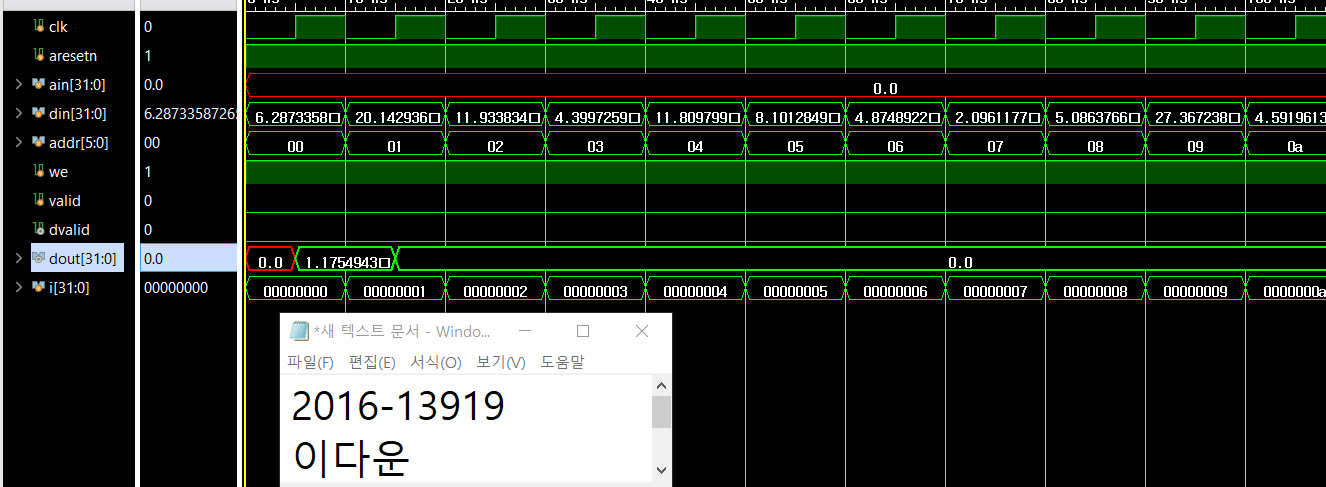 clk 0
aresetn 1
ain[31:0] 0.0 0.0
din[31:0] 6.2873358726 6.2873358□ 20.142936□ 11.933834□ 4.3997259□ 11.809799□ 8.1012849□ 4.8748922□ 2.0961177□ 5.0863766□ 27.367238□ 4.5919613
addr[5:0] 00 00 01 02 03 04 05 06 07 08 09 0a
we 1
valid 0
dvalid 0
dout[31:0] 0.0 0.0 1.1754943□ 0.0
i[31:0] 00000000 00000000 00000001 00000002 00000003 00000004 00000005 00000006 00000007 00000008 00000009 0000000a
*새 텍스트 문서 - Windo...
파일(F) 편집(E) 서식(O) 보기(V) 도움말
2016-13919
이다운